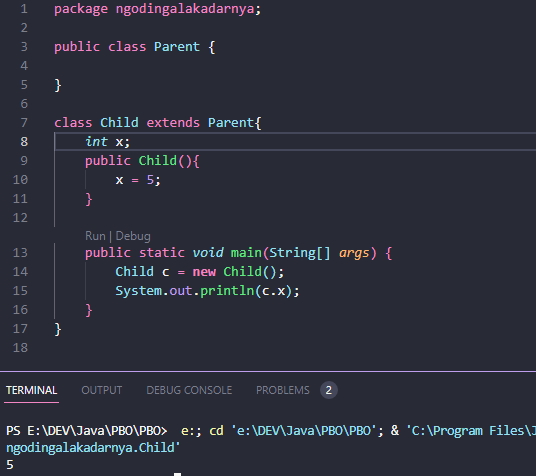 1 package ngodingalakadarnya;
2
3 public class Parent {
4
5 }
6
7 class Child extends Parent{
8 int x;
9 public Child(){
10 x = 5;
11 }
12
Run | Debug
13 public static void main(String[] args) {
14 Child c = new Child();
15 System.out.println(c.x);
16 }
17 }
18
TERMINAL OUTPUT DEBUG CONSOLE PROBLEMS 2
PS E:\DEV\Java\PBO\PBO> e:; cd 'e:\DEV\Java\PBO\PBO'; & 'C:\Program Files\J
ngodingalakadarnya.Child'
5